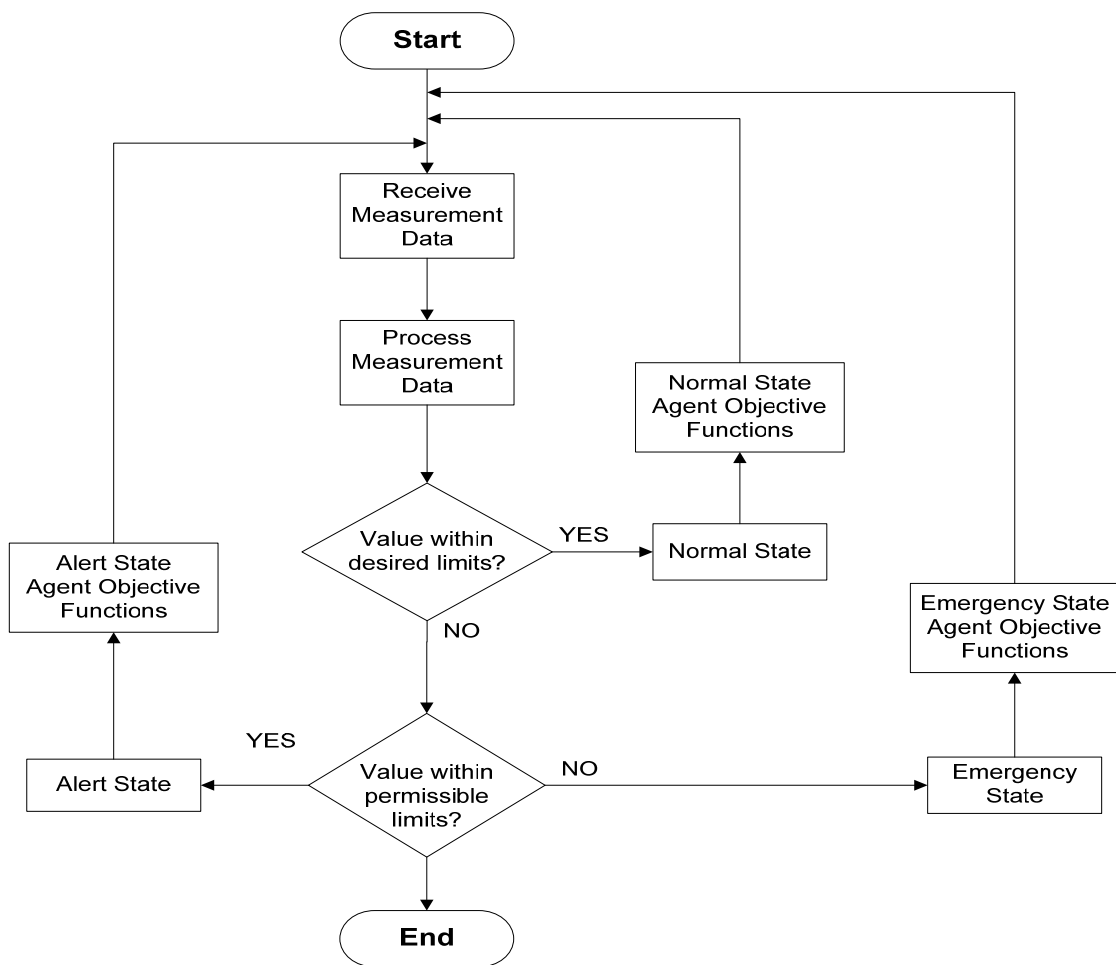 Start
Receive
Measurement
Data
Process
Measurement
Data
Normal State
Agent Objective
Functions
Value within
desired limits?
YES
Normal State
Alert State
Agent Objective
Functions
NO
Emergency State
Agent Objective
Functions
YES
Alert State
Value within
permissible
limits?
NO
Emergency
State
End